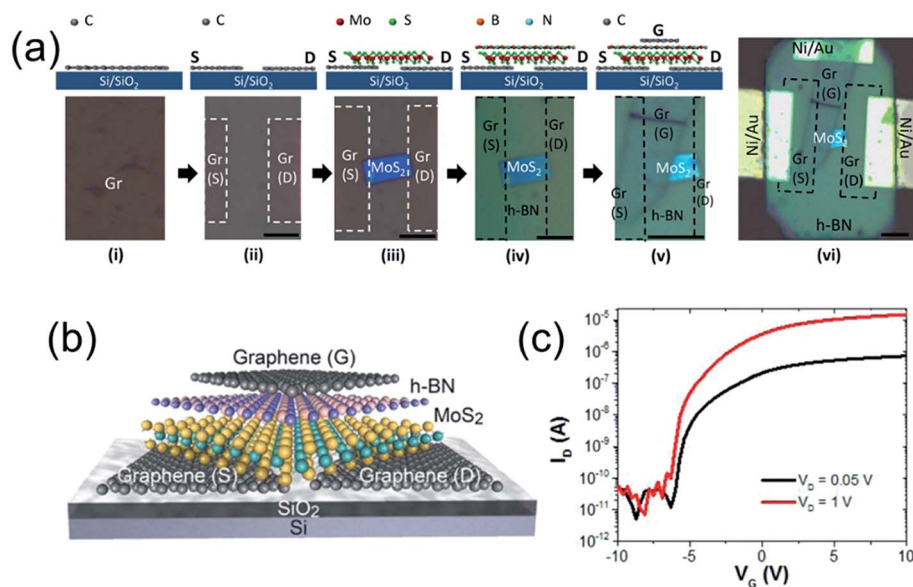 (a)
C
C
Mo S
B N
C
S D
S D
S D
G
S D
Si/SiO₂
Si/SiO₂
Si/SiO₂
Si/SiO₂
Si/SiO₂
Gr
Gr (S)
Gr (D)
Gr (S)
MoS₂
Gr (D)
Gr (S)
Gr (D)
MoS₂
h-BN
Gr (G)
MoS₂
Gr (S)
Gr (D)
h-BN
Ni/Au
Ni/Au
Gr (G)
MoS₂
Gr (S)
Gr (D)
Ni/Au
h-BN
(i)
(ii)
(iii)
(iv)
(v)
(vi)
(b)
Graphene (G)
h-BN
MoS₂
Graphene (S)
Graphene (D)
SiO₂
Si
(c)
I_D (A)
10⁻⁵
10⁻⁶
10⁻⁷
10⁻⁸
10⁻⁹
10⁻¹⁰
10⁻¹¹
10⁻¹²
V_D = 0.05 V
V_D = 1 V
-10 -5 0 5 10
V_G (V)